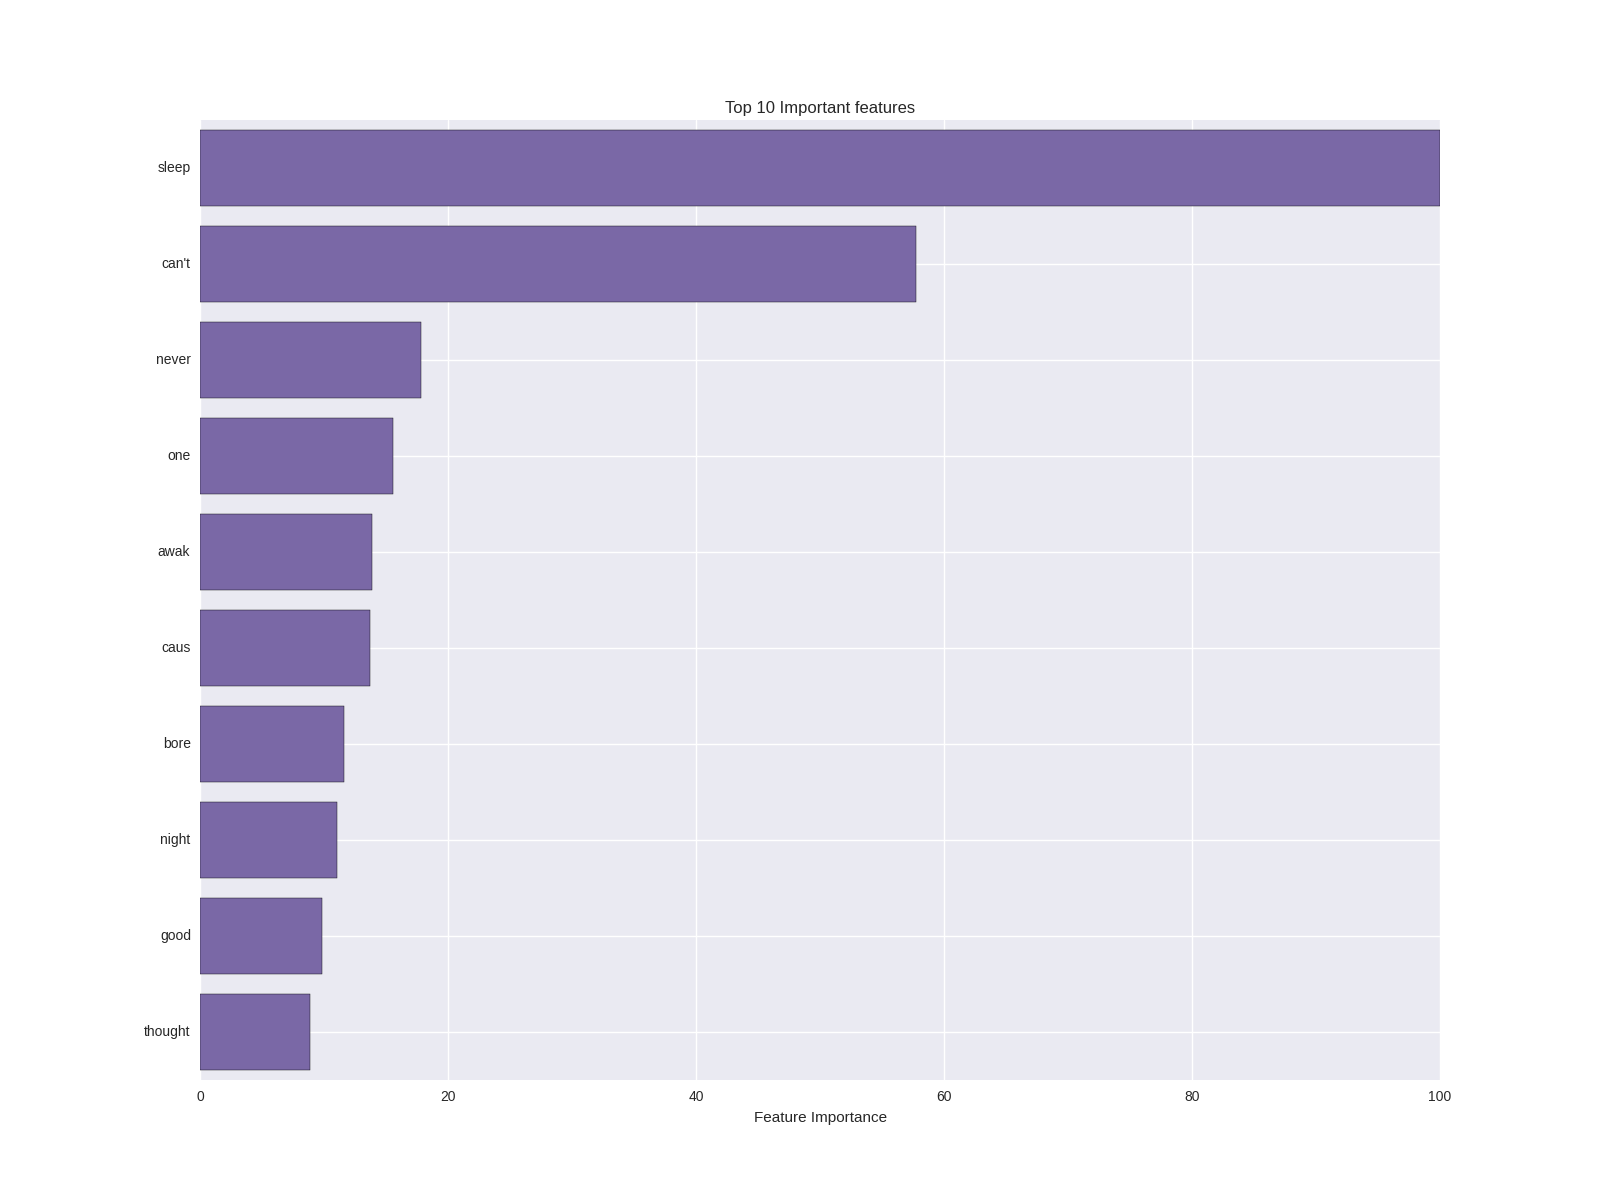 Top 10 Important features
sleep
can't
never
one
awak
caus
bore
night
good
thought
0 20 40 60 80 100
Feature Importance